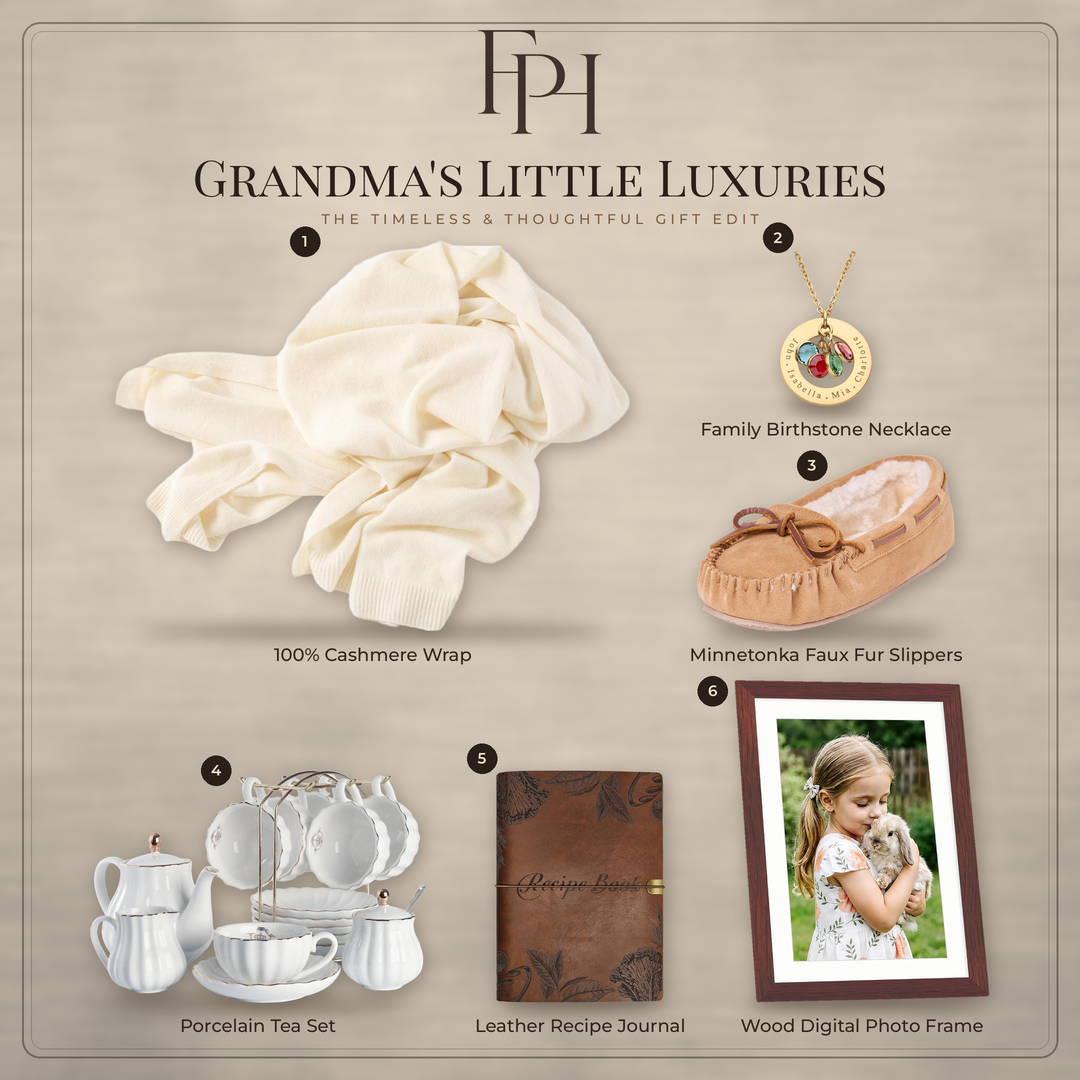 FPH
GRANDMA'S LITTLE LUXURIES
THE TIMELESS & THOUGHTFUL GIFT EDIT
1
2
John • Isabella • Mia • Charlotte
Family Birthstone Necklace
3
100% Cashmere Wrap
Minnetonka Faux Fur Slippers
6
4
5
Recipe Book
Porcelain Tea Set
Leather Recipe Journal
Wood Digital Photo Frame